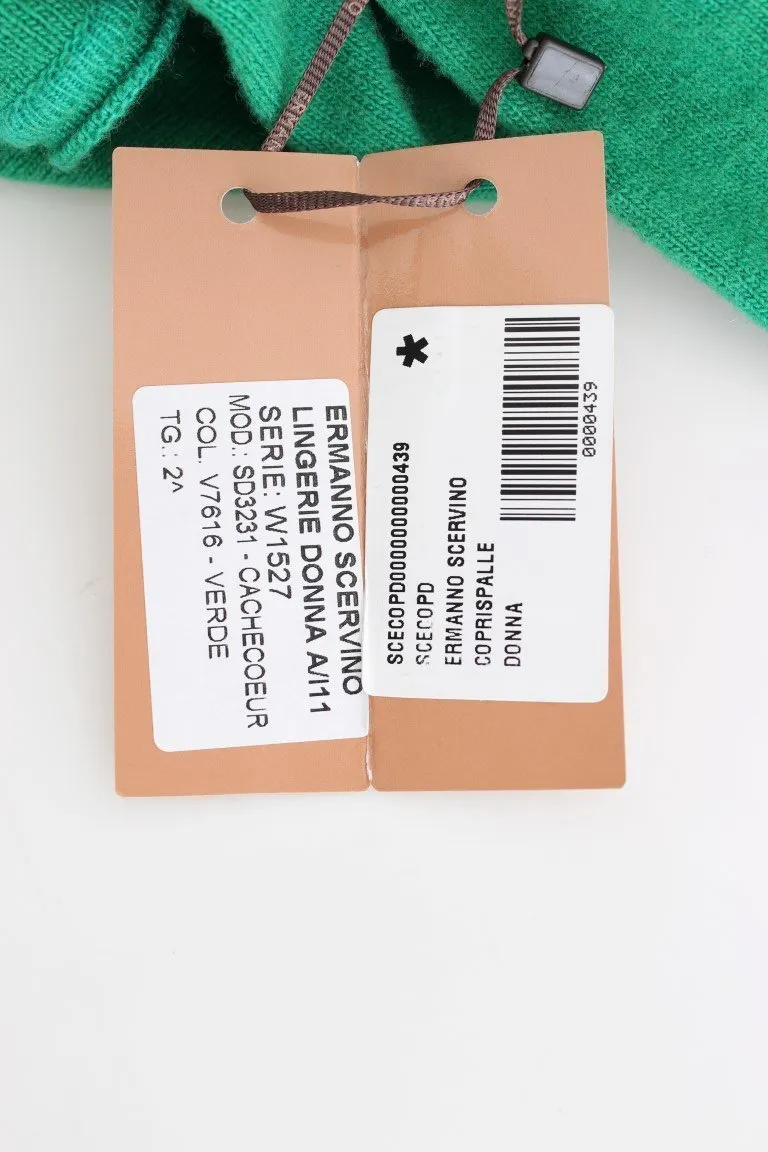 ERMANNO SCERVINO
LINGERIE DONNA A/I11
SERIE: W1527
MOD.: SD3231 - CACHECOEUR
COL. V7616 - VERDE
TG.: 2^
*
0000439
SCECOPD00000000000439
SCECOPD
ERMANNO SCERVINO
COPRISPALLE
DONNA